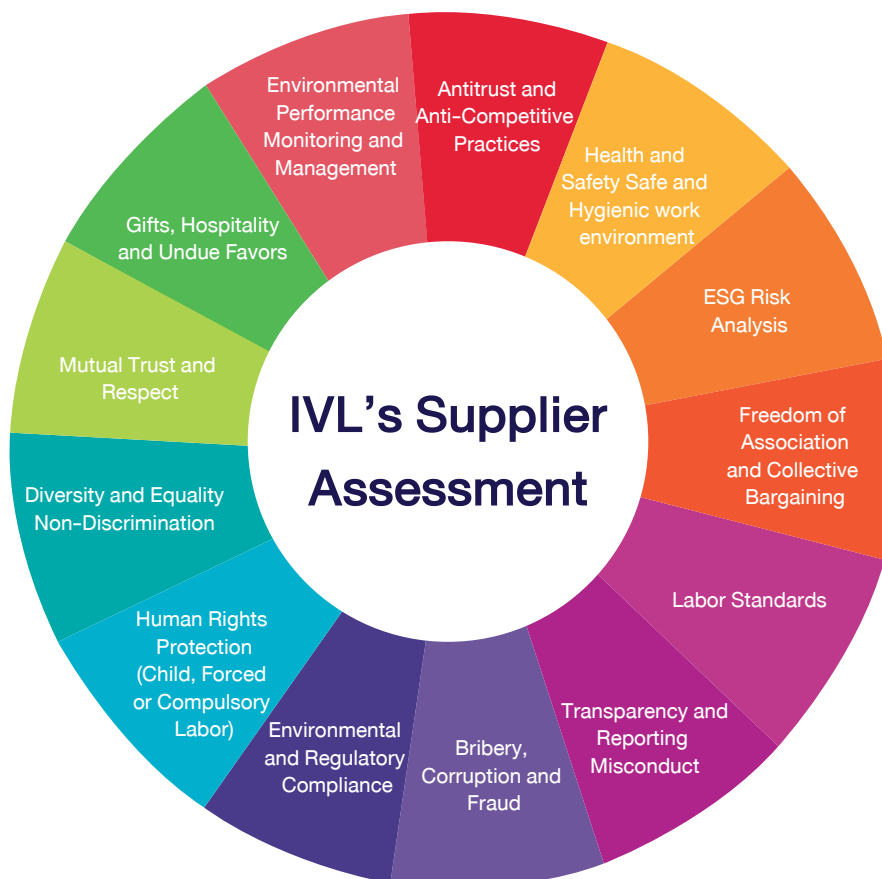 Environmental
Performance
Monitoring and
Management
Antitrust and
Anti-Competitive
Practices
Health and
Safety Safe and
Hygienic work
environment
ESG Risk
Analysis
Freedom of
Association
and Collective
Bargaining
Labor Standards
Transparency and
Reporting
Misconduct
Bribery,
Corruption and
Fraud
Environmental
and Regulatory
Compliance
Human Rights
Protection
(Child, Forced
or Compulsory
Labor)
Diversity and Equality
Non-Discrimination
Mutual Trust and
Respect
Gifts, Hospitality
and Undue Favors
IVL's Supplier
Assessment